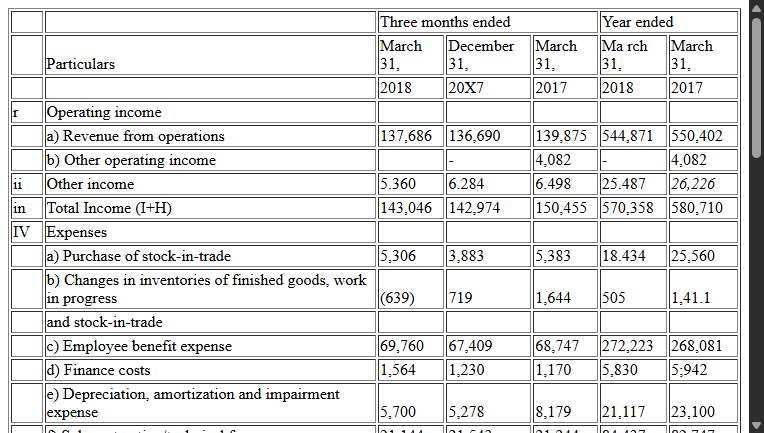 Three months ended Year ended
Particulars March 31, December 31, March 31, Ma rch 31, March 31,
2018 20X7 2017 2018 2017
r Operating income
a) Revenue from operations 137,686 136,690 139,875 544,871 550,402
b) Other operating income - 4,082 - 4,082
ii Other income 5.360 6.284 6.498 25.487 26,226
in Total Income (I+H) 143,046 142,974 150,455 570,358 580,710
IV Expenses
a) Purchase of stock-in-trade 5,306 3,883 5,383 18.434 25,560
b) Changes in inventories of finished goods, work
in progress (639) 719 1,644 505 1,41.1
and stock-in-trade
c) Employee benefit expense 69,760 67,409 68,747 272,223 268,081
d) Finance costs 1,564 1,230 1,170 5,830 5;942
e) Depreciation, amortization and impairment
expense 5,700 5,278 8,179 21,117 23,100